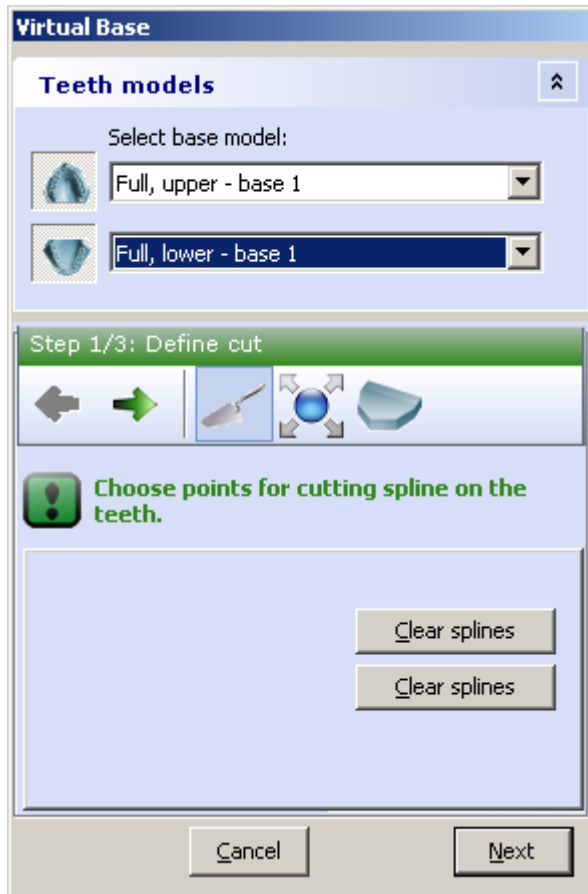 Virtual Base
Teeth models
Select base model:
Full, upper - base 1
Full, lower - base 1
Step 1/3: Define cut
Choose points for cutting spline on the
teeth.
Clear splines
Clear splines
Cancel
Next